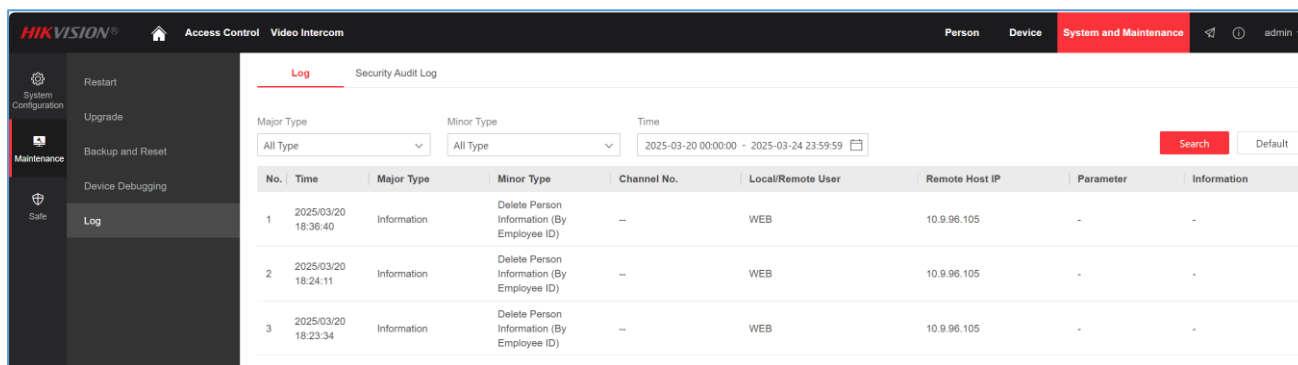 HIKVISION® Access Control Video Intercom Person Device System and Maintenance admin
System Configuration
Maintenance
Safe
Restart
Upgrade
Backup and Reset
Device Debugging
Log
Log Security Audit Log
Major Type Minor Type Time
All Type All Type 2025-03-20 00:00:00 - 2025-03-24 23:59:59 Search Default
No. Time Major Type Minor Type Channel No. Local/Remote User Remote Host IP Parameter Information
1 2025/03/20 18:36:40 Information Delete Person Information (By Employee ID) -- WEB 10.9.96.105 - -
2 2025/03/20 18:24:11 Information Delete Person Information (By Employee ID) -- WEB 10.9.96.105 - -
3 2025/03/20 18:23:34 Information Delete Person Information (By Employee ID) -- WEB 10.9.96.105 - -